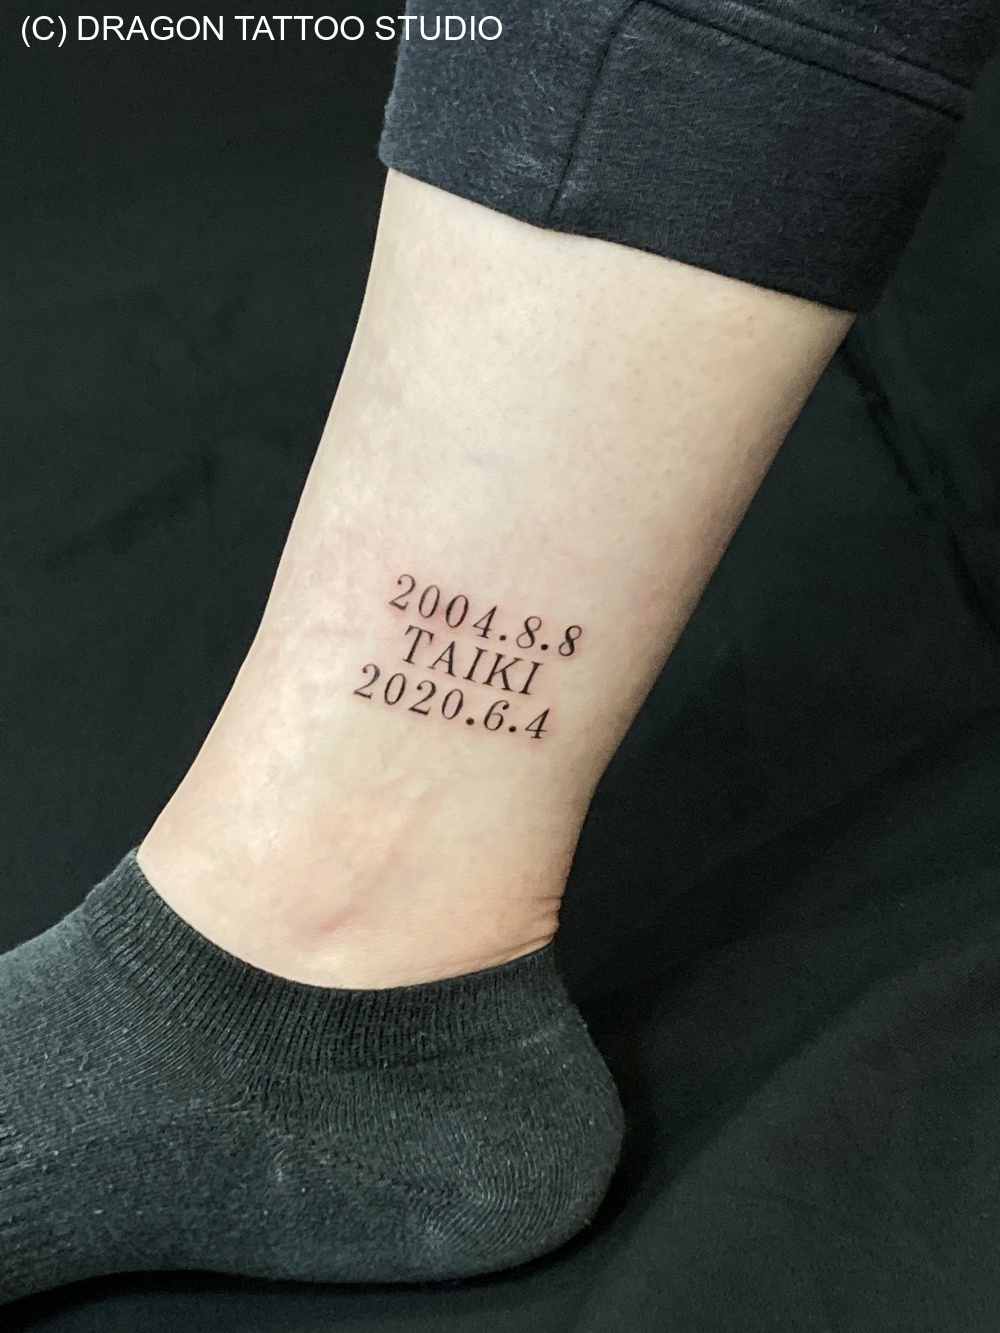 (C) DRAGON TATTOO STUDIO
2004.8.8
TAIKI
2020.6.4